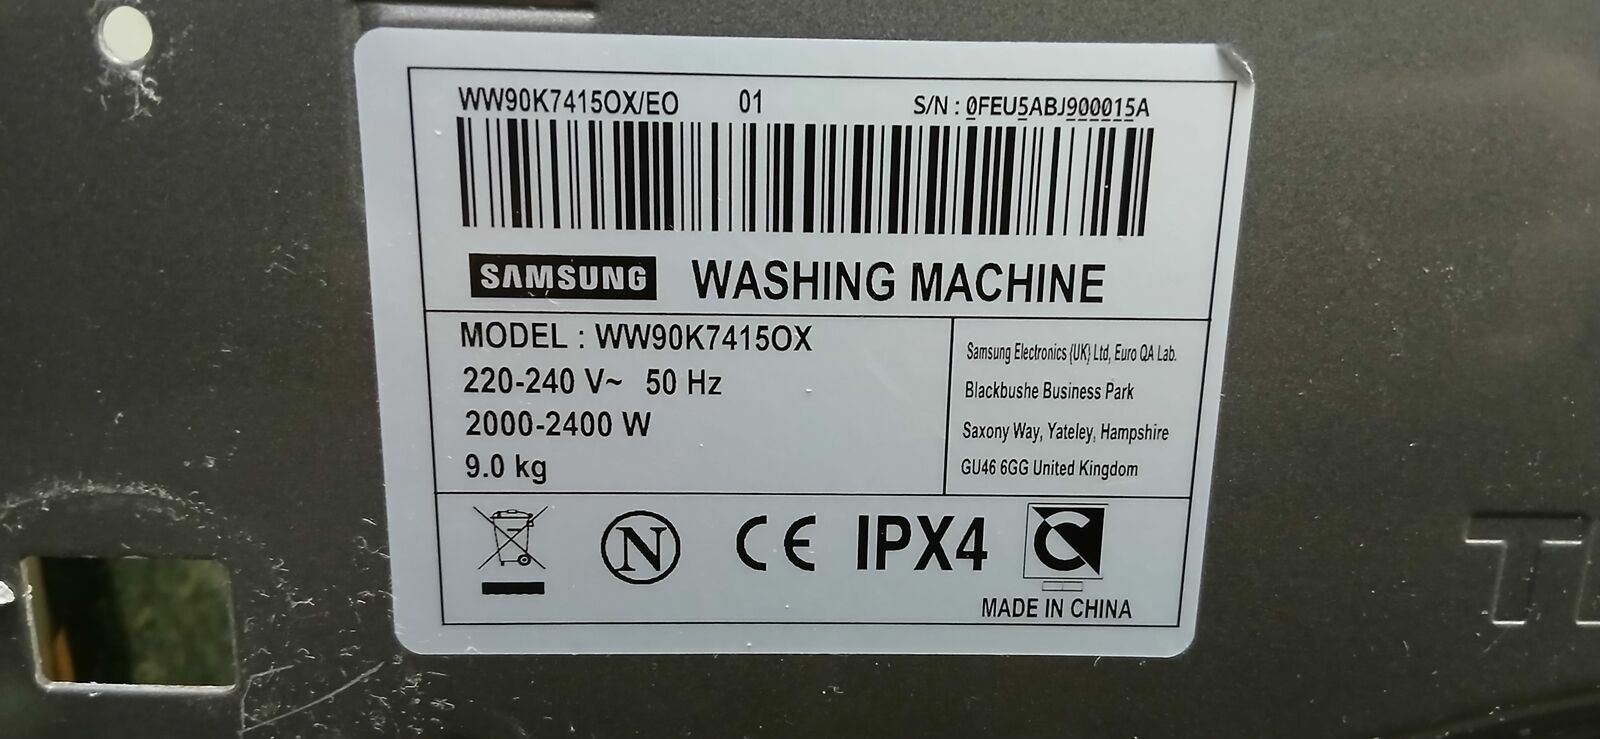 WW90K7415OX/EO 01 S/N : 0FEU5ABJ900015A
SAMSUNG WASHING MACHINE
MODEL : WW90K7415OX
220-240 V~ 50 Hz
2000-2400 W
9.0 kg
Samsung Electronics (UK) Ltd, Euro QA Lab.
Blackbushe Business Park
Saxony Way, Yateley, Hampshire
GU46 6GG United Kingdom
N CE IPX4 C
MADE IN CHINA